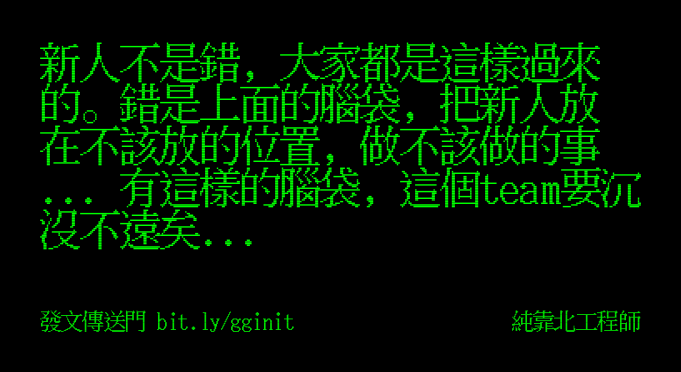 新人不是錯, 大家都是這樣過來
的。錯是上面的腦袋, 把新人放
在不該放的位置, 做不該做的事
... 有這樣的腦袋, 這個team要沉
沒不遠矣...
發文傳送門 bit.ly/gginit
純靠北工程師